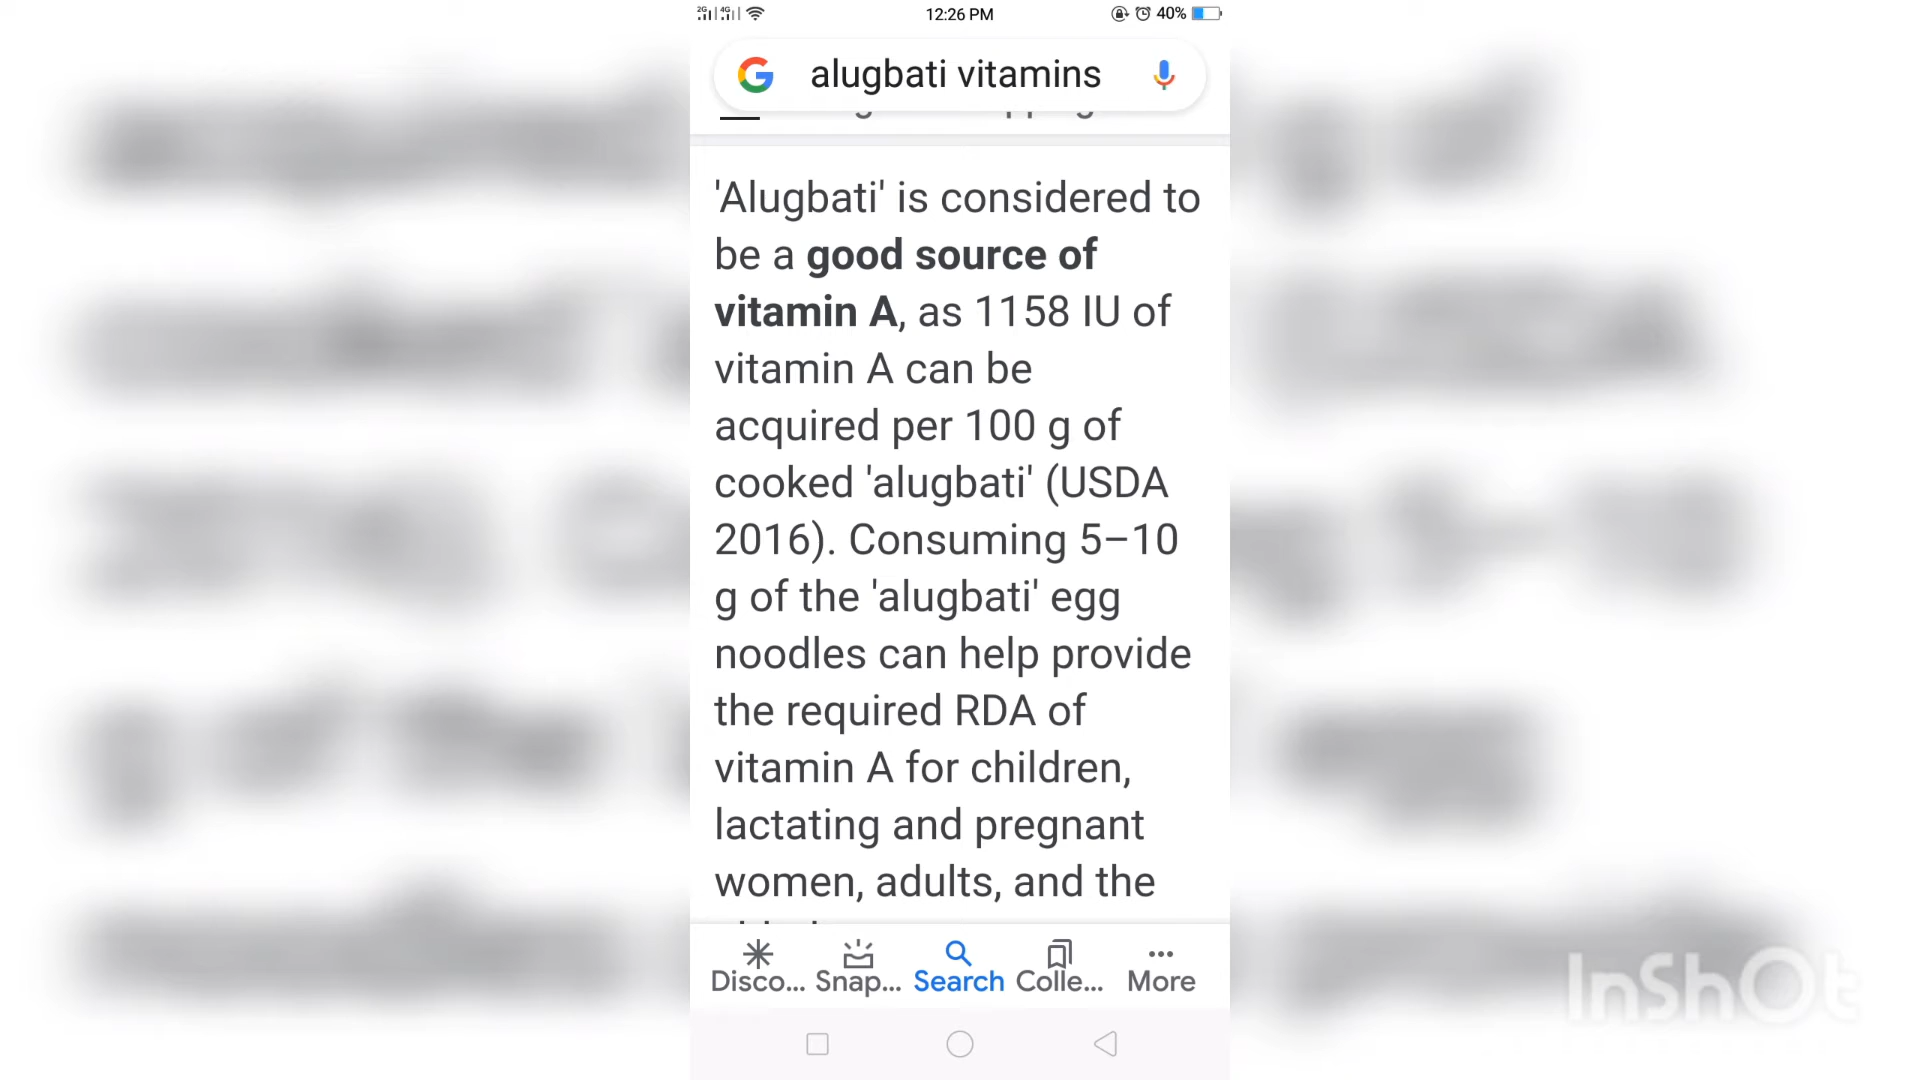 2G 4G 12:26 PM 40%
alugbati vitamins
'Alugbati' is considered to
be a good source of
vitamin A, as 1158 IU of
vitamin A can be
acquired per 100 g of
cooked 'alugbati' (USDA
2016). Consuming 5–10
g of the 'alugbati' egg
noodles can help provide
the required RDA of
vitamin A for children,
lactating and pregnant
women, adults, and the
Disco... Snap... Search Colle... More
InShOt